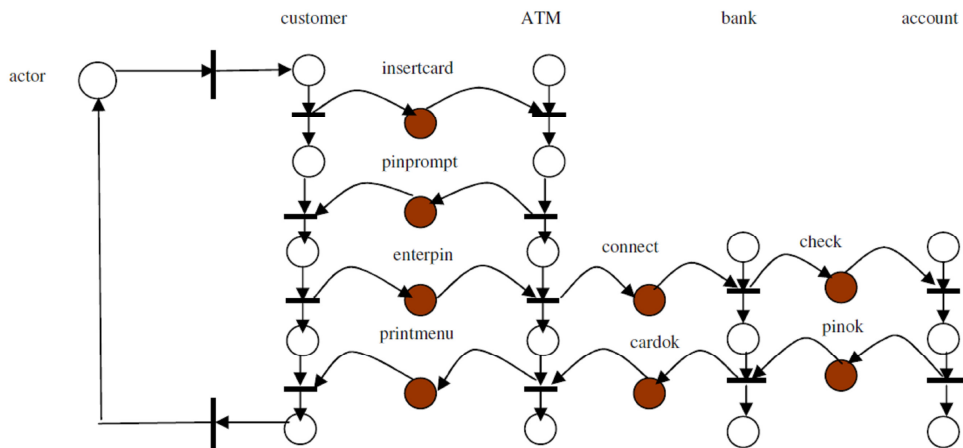 customer ATM bank account
actor
insertcard
pinprompt
enterpin connect check
printmenu cardok pinok